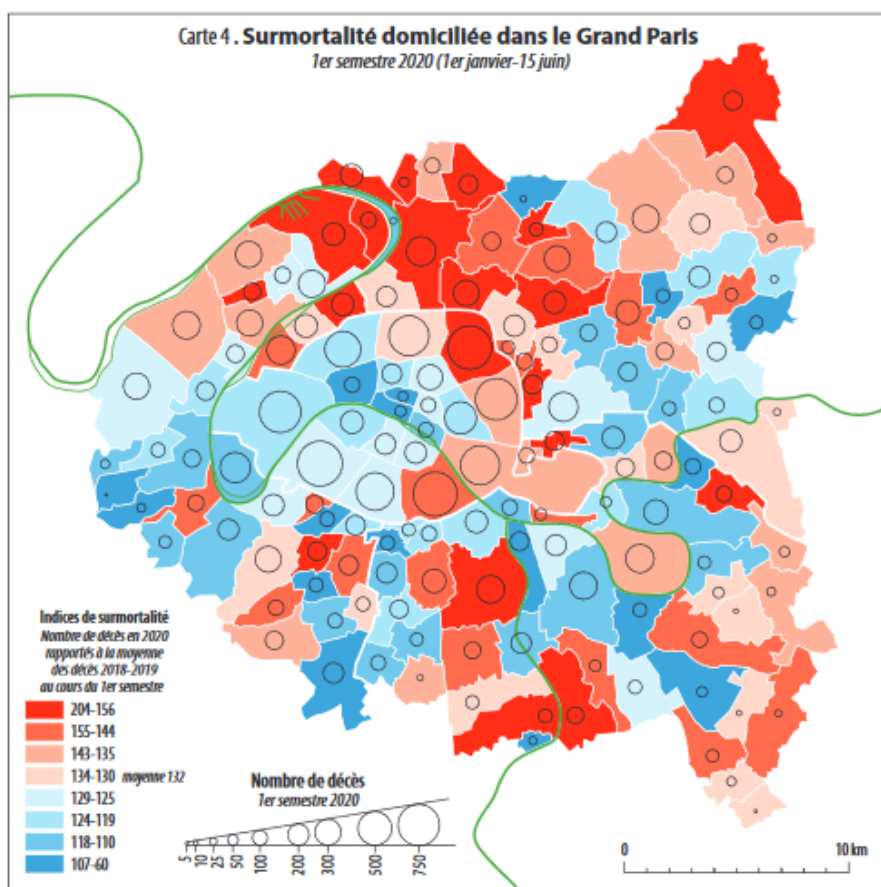 Carte 4 . Surmortalité domiciliée dans le Grand Paris
1er semestre 2020 (1er janvier-15 juin)
Indices de surmortalité
Nombre de décès en 2020
rapportés à la moyenne
des décès 2018-2019
au cours du 1er semestre
204-156
155-144
143-135
134-130 moyenne 132
129-125
124-119
118-110
107-60
Nombre de décès
1er semestre 2020
5 10 25 50 100 200 300 500 750
0 10 km